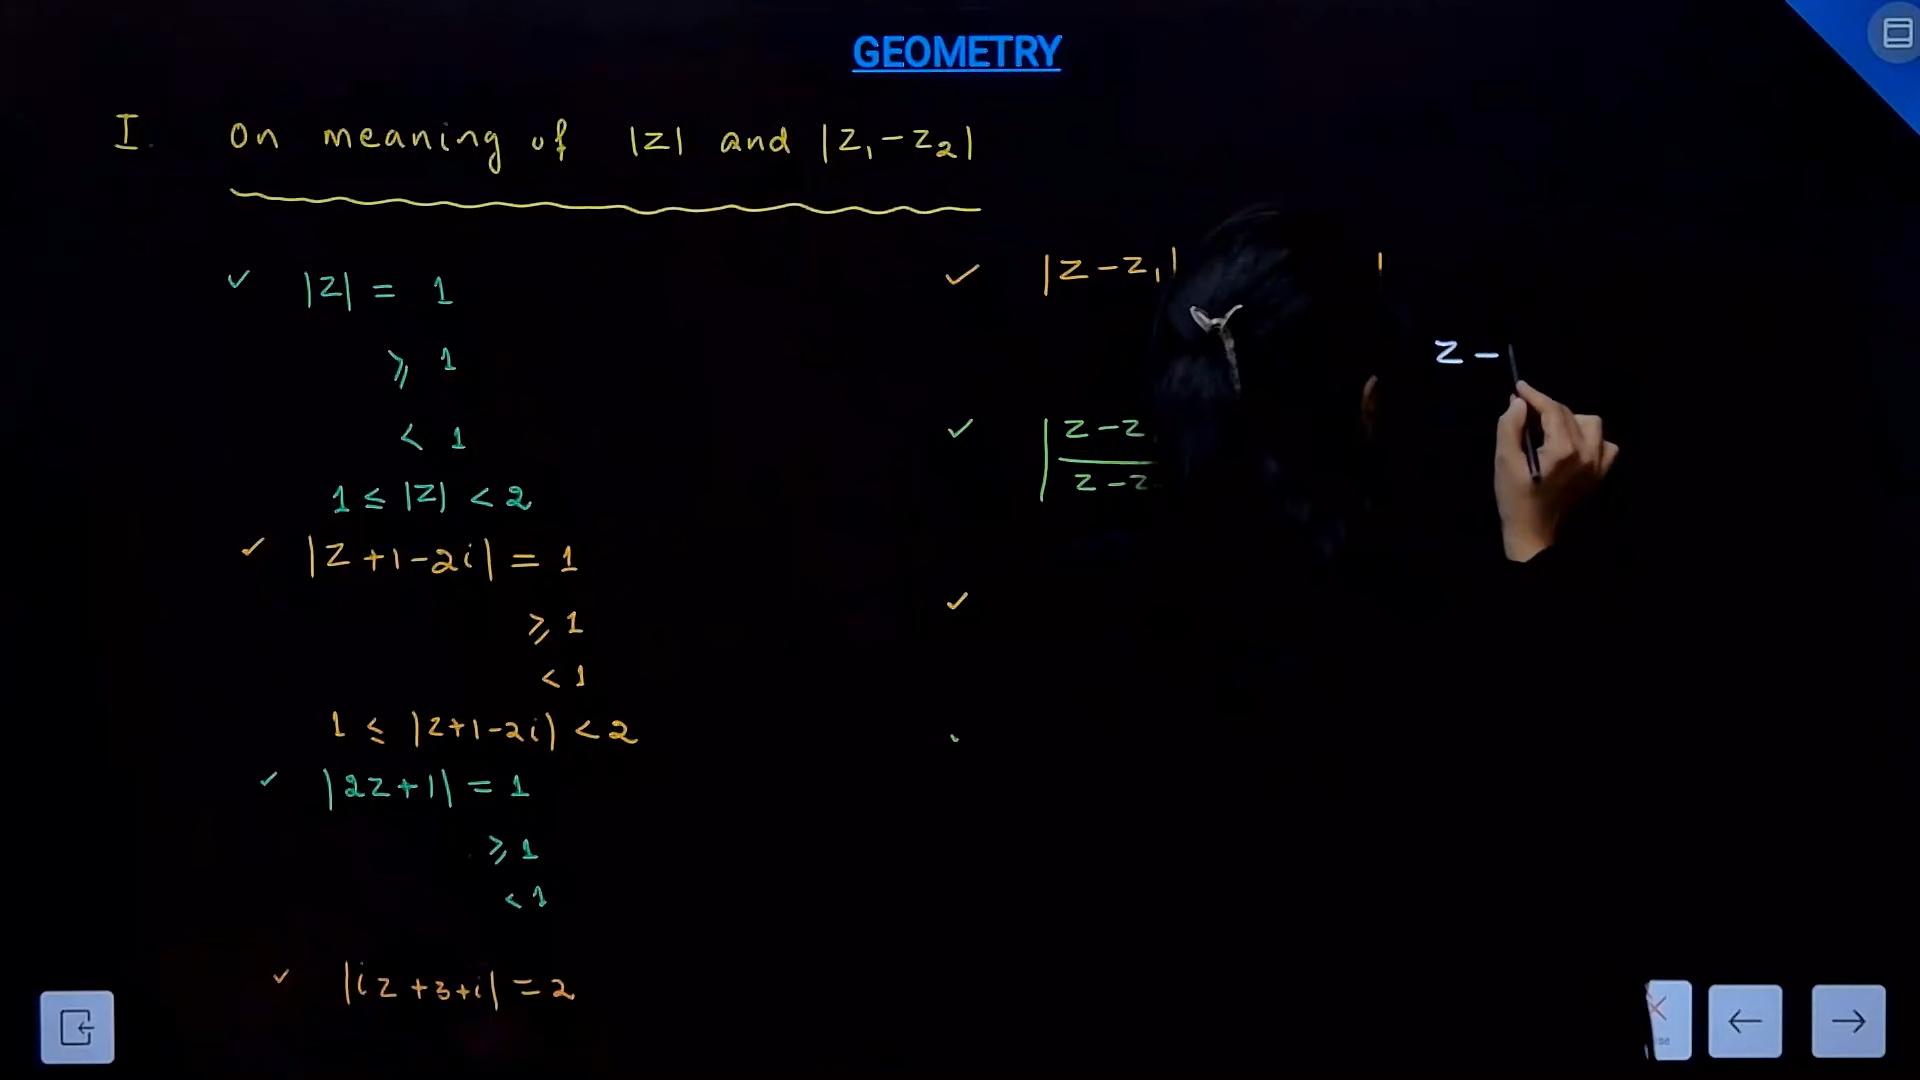 GEOMETRY
I. On meaning of |z| and |z₁-z₂|
✓ |z| = 1
⩾ 1
< 1
1 ≤ |z| < 2
✓ |z+1-2i| = 1
⩾ 1
< 1
1 ≤ |z+1-2i| < 2
✓ |2z+1| = 1
⩾ 1
< 1
✓ |iz+3+i| = 2
✓ |z-z₁| |
z-
✓ | z-z
z-z
✓